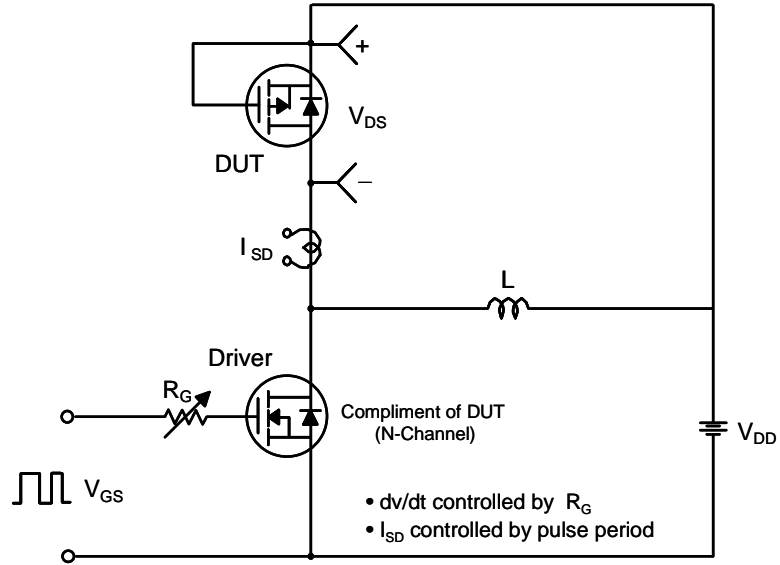 +
V_DS
DUT
−
I_SD
L
Driver
R_G
Compliment of DUT
(N-Channel)
V_DD
V_GS
• dv/dt controlled by R_G
• I_SD controlled by pulse period